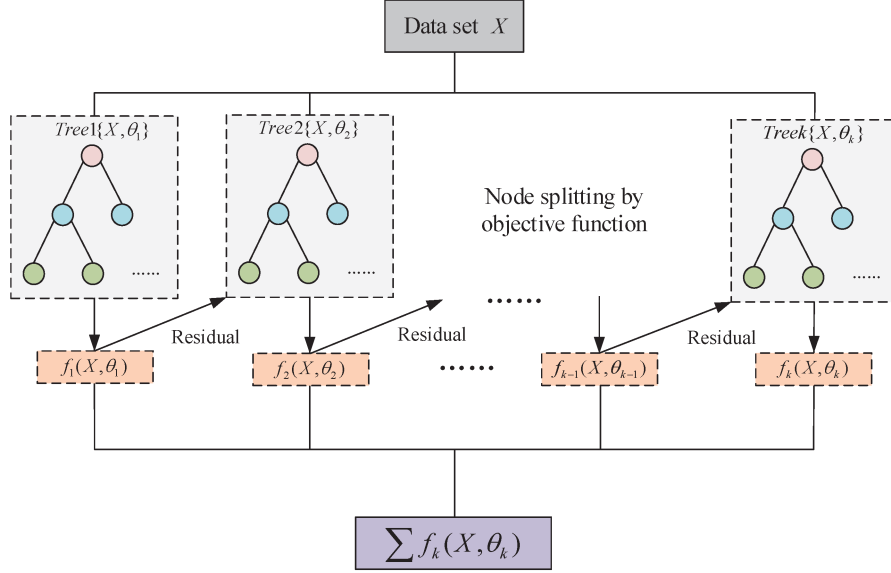 Data set X
Tree1{X,θ₁}
Tree2{X,θ₂}
Treek{X,θₖ}
Node splitting by
objective function
......
......
......
......
Residual
Residual
Residual
f₁(X,θ₁)
f₂(X,θ₂)
......
fₖ₋₁(X,θₖ₋₁)
fₖ(X,θₖ)
∑ fₖ(X,θₖ)